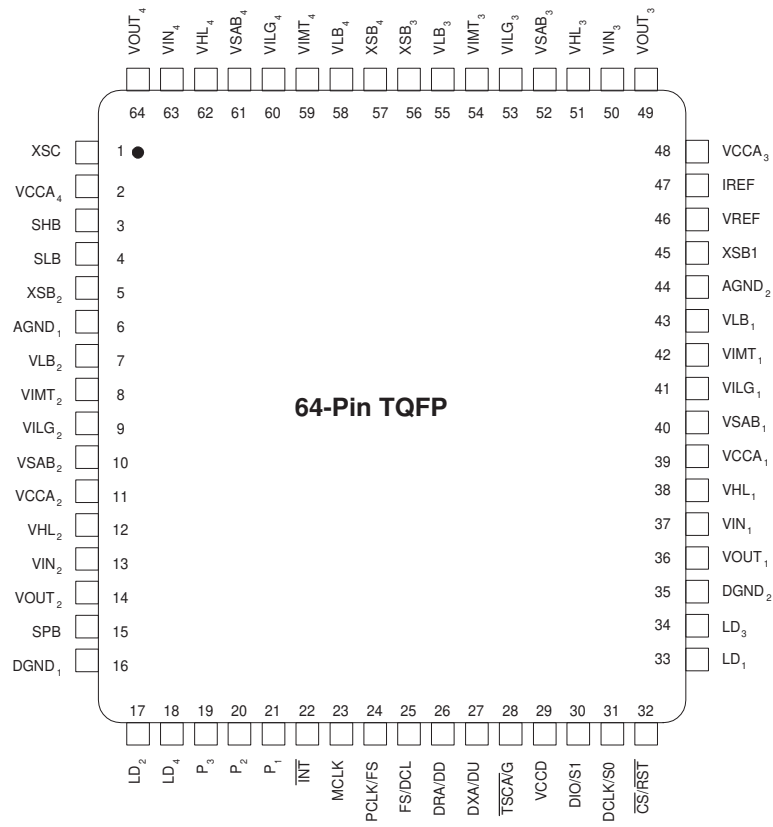 VOUT₄ VIN₄ VHL₄ VSAB₄ VILG₄ VIMT₄ VLB₄ XSB₄ XSB₃ VLB₃ VIMT₃ VILG₃ VSAB₃ VHL₃ VIN₃ VOUT₃
64 63 62 61 60 59 58 57 56 55 54 53 52 51 50 49
XSC 1 48 VCCA₃
VCCA₄ 2 47 IREF
SHB 3 46 VREF
SLB 4 45 XSB1
XSB₂ 5 44 AGND₂
AGND₁ 6 43 VLB₁
VLB₂ 7 42 VIMT₁
VIMT₂ 8 41 VILG₁
64-Pin TQFP
VILG₂ 9 40 VSAB₁
VSAB₂ 10 39 VCCA₁
VCCA₂ 11 38 VHL₁
VHL₂ 12 37 VIN₁
VIN₂ 13 36 VOUT₁
VOUT₂ 14 35 DGND₂
SPB 15 34 LD₃
DGND₁ 16 33 LD₁
17 18 19 20 21 22 23 24 25 26 27 28 29 30 31 32
LD₂ LD₄ P₃ P₂ P₁ INT MCLK PCLK/FS FS/DCL DRA/DD DXA/DU TSCA/G VCCD DIO/S1 DCLK/S0 CS/RST